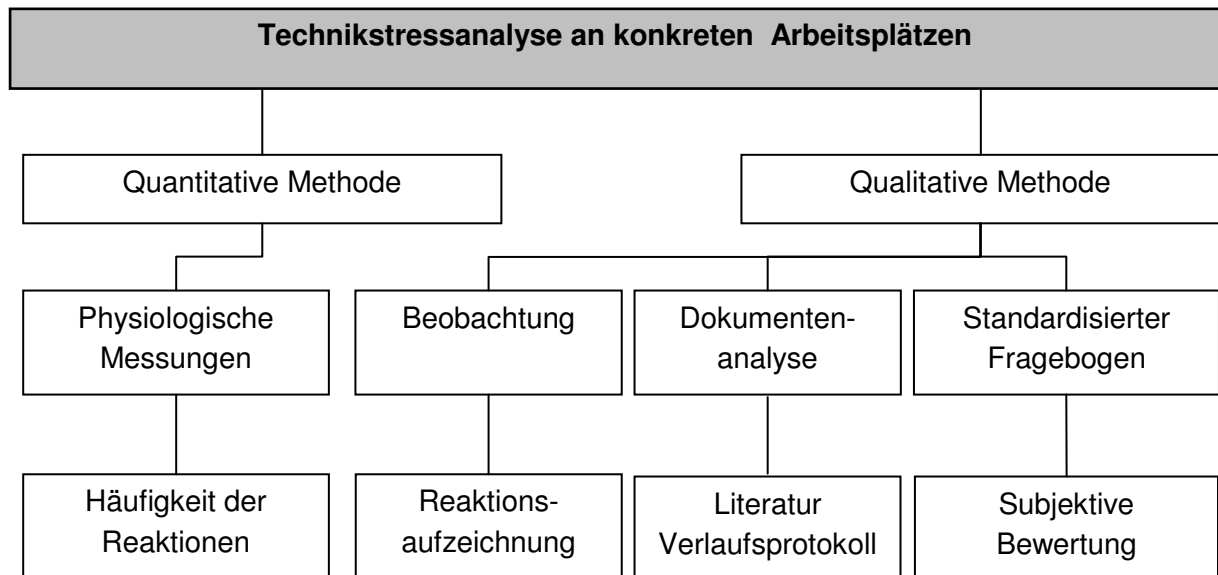 Technikstressanalyse an konkreten Arbeitsplätzen
Quantitative Methode
Qualitative Methode
Physiologische
Messungen
Beobachtung
Dokumenten-
analyse
Standardisierter
Fragebogen
Häufigkeit der
Reaktionen
Reaktions-
aufzeichnung
Literatur
Verlaufsprotokoll
Subjektive
Bewertung